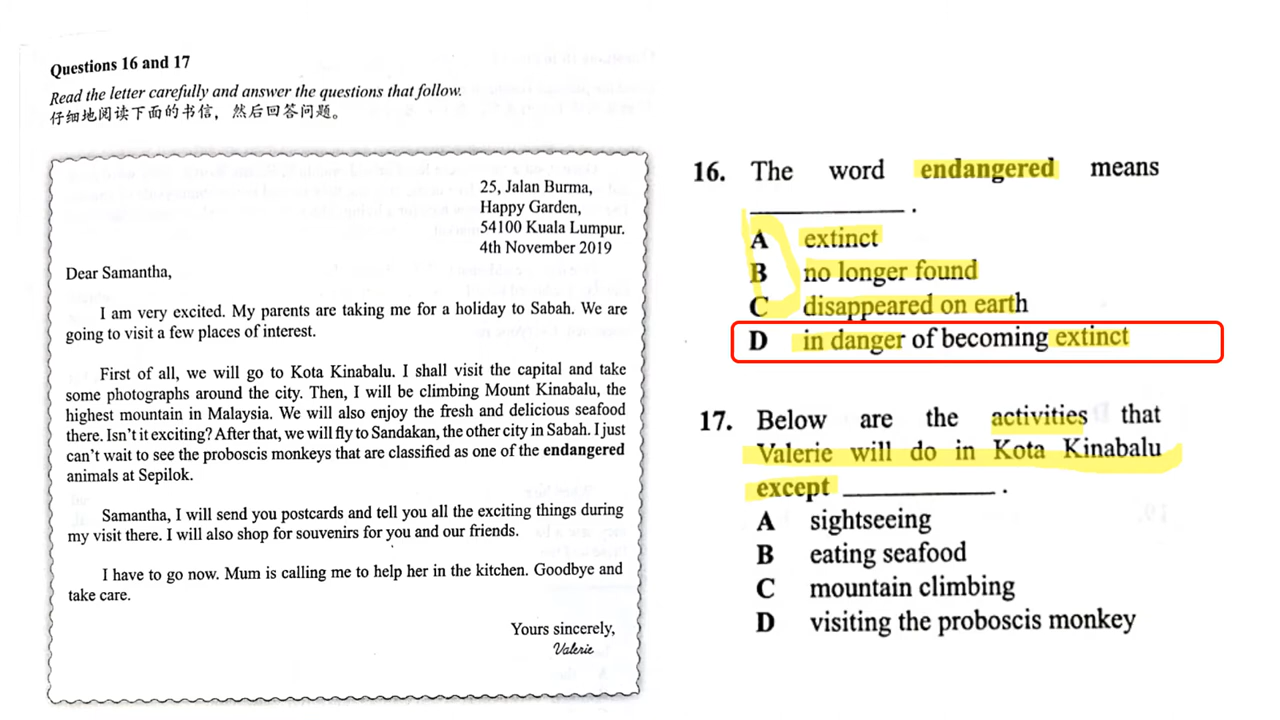 Questions 16 and 17
Read the letter carefully and answer the questions that follow.
仔细地阅读下面的书信，然后回答问题。
25, Jalan Burma,
Happy Garden,
54100 Kuala Lumpur.
4th November 2019
Dear Samantha,
I am very excited. My parents are taking me for a holiday to Sabah. We are
going to visit a few places of interest.
First of all, we will go to Kota Kinabalu. I shall visit the capital and take
some photographs around the city. Then, I will be climbing Mount Kinabalu, the
highest mountain in Malaysia. We will also enjoy the fresh and delicious seafood
there. Isn't it exciting? After that, we will fly to Sandakan, the other city in Sabah. I just
can't wait to see the proboscis monkeys that are classified as one of the endangered
animals at Sepilok.
Samantha, I will send you postcards and tell you all the exciting things during
my visit there. I will also shop for souvenirs for you and our friends.
I have to go now. Mum is calling me to help her in the kitchen. Goodbye and
take care.
Yours sincerely,
Valerie
16. The word endangered means
____________ .
A extinct
B no longer found
C disappeared on earth
D in danger of becoming extinct
17. Below are the activities that
Valerie will do in Kota Kinabalu
except ____________ .
A sightseeing
B eating seafood
C mountain climbing
D visiting the proboscis monkey